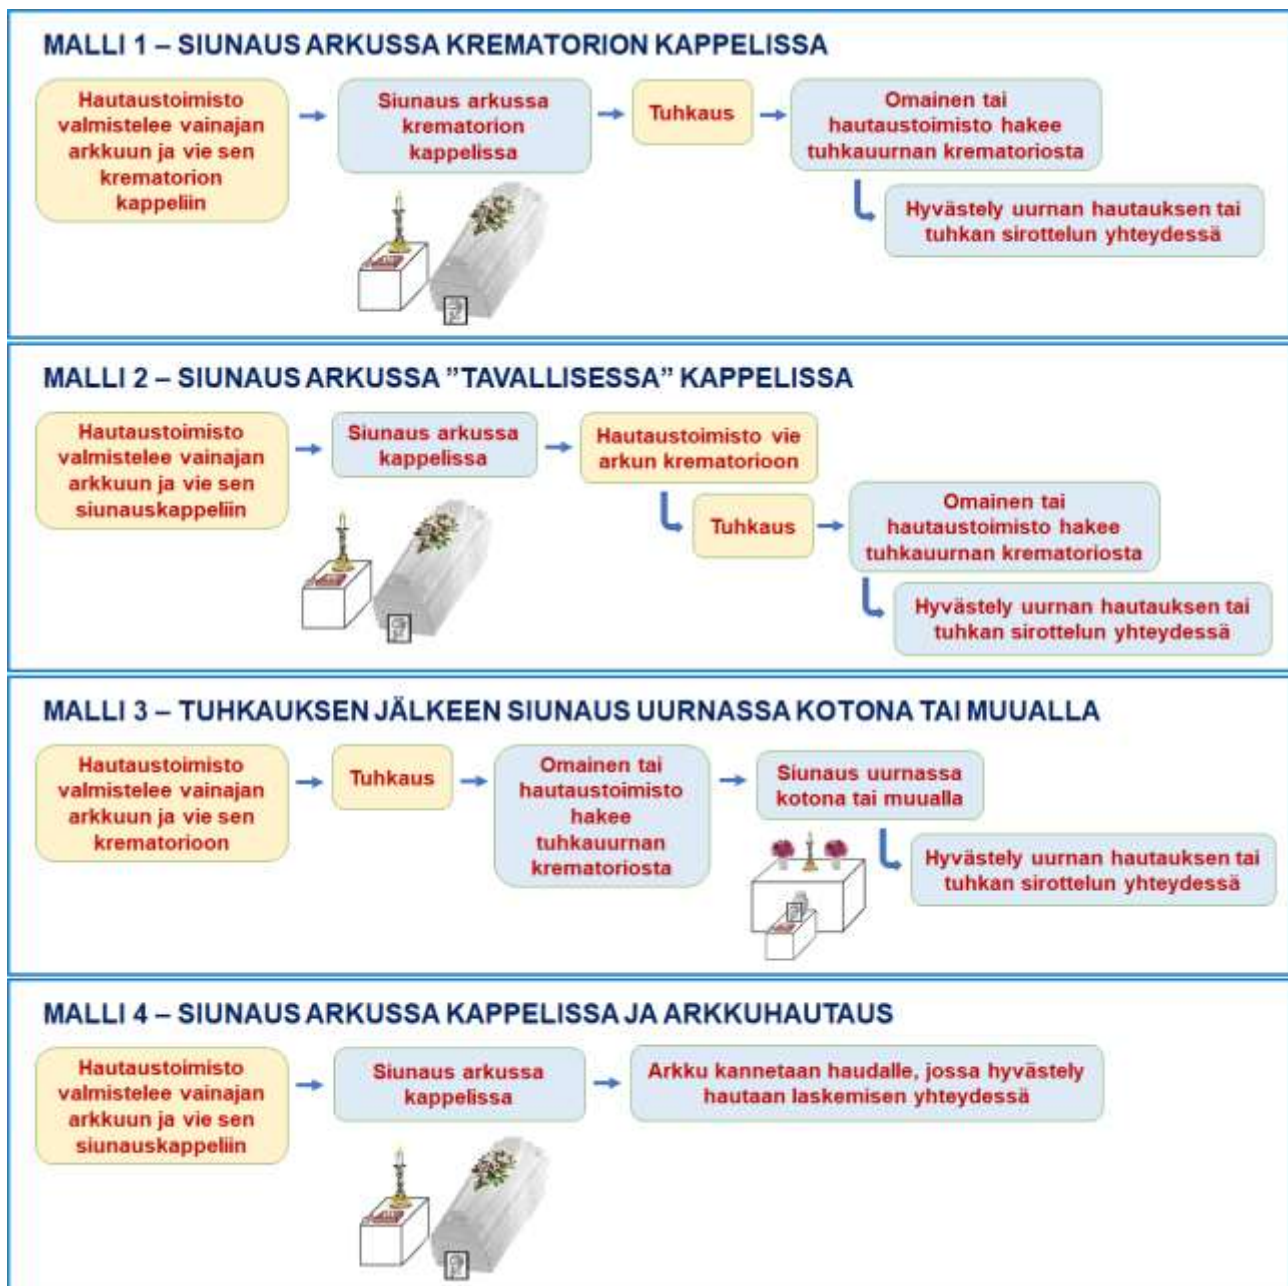 MALLI 1 – SIUNAUS ARKUSSA KREMATORION KAPPELISSA
Hautaustoimisto
valmistelee vainajan
arkkuun ja vie sen
krematorion
kappeliin
Siunaus arkussa
krematorion
kappelissa
Tuhkaus
Omainen tai
hautaustoimisto hakee
tuhkauurnan krematoriosta
Hyvästely uurnan hautauksen tai
tuhkan sirottelun yhteydessä
MALLI 2 – SIUNAUS ARKUSSA ”TAVALLISESSA” KAPPELISSA
Hautaustoimisto
valmistelee vainajan
arkkuun ja vie sen
siunauskappeliin
Siunaus arkussa
kappelissa
Hautaustoimisto vie
arkun krematorioon
Tuhkaus
Omainen tai
hautaustoimisto hakee
tuhkauurnan krematoriosta
Hyvästely uurnan hautauksen tai
tuhkan sirottelun yhteydessä
MALLI 3 – TUHKAUKSEN JÄLKEEN SIUNAUS UURNASSA KOTONA TAI MUUALLA
Hautaustoimisto
valmistelee vainajan
arkkuun ja vie sen
krematorioon
Tuhkaus
Omainen tai
hautaustoimisto
hakee
tuhkauurnan
krematoriosta
Siunaus uurnassa
kotona tai muualla
Hyvästely uurnan hautauksen tai
tuhkan sirottelun yhteydessä
MALLI 4 – SIUNAUS ARKUSSA KAPPELISSA JA ARKKUHAUTAUS
Hautaustoimisto
valmistelee vainajan
arkkuun ja vie sen
siunauskappeliin
Siunaus arkussa
kappelissa
Arkku kannetaan haudalle, jossa hyvästely
hautaan laskemisen yhteydessä